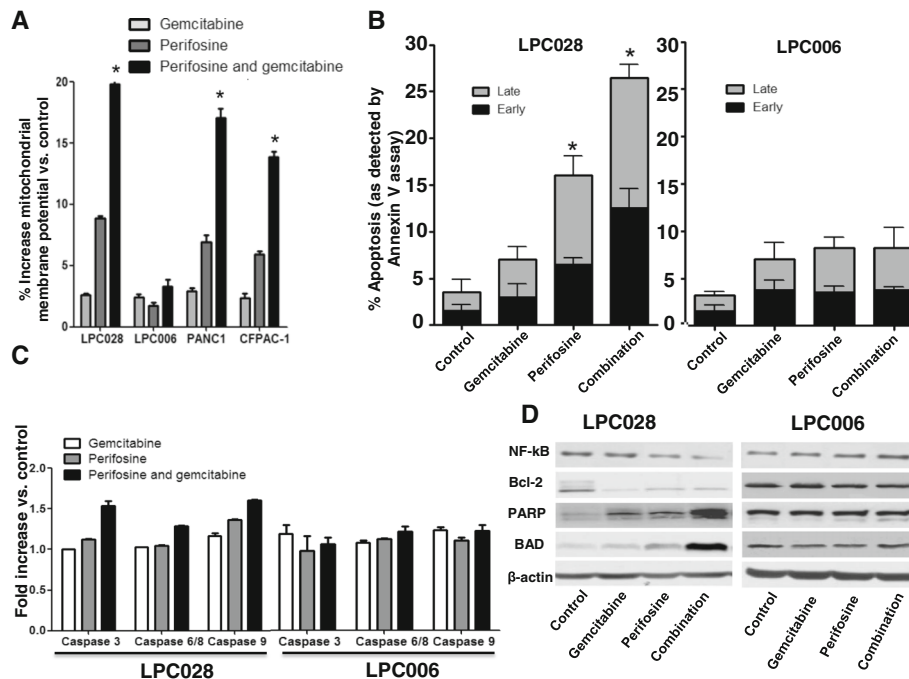 A
Gemcitabine
Perifosine
Perifosine and gemcitabine
% Increase mitochondrial
membrane potential vs. control
20
15
10
5
0
*
*
*
LPC028 LPC006 PANC1 CFPAC-1
B
LPC028
LPC006
% Apoptosis (as detected by
Annexin V assay)
30
25
20
15
10
5
0
Late
Early
*
*
Control
Gemcitabine
Perifosine
Combination
30
25
20
15
10
5
0
Late
Early
Control
Gemcitabine
Perifosine
Combination
C
Gemcitabine
Perifosine
Perifosine and gemcitabine
Fold increase vs. control
2.0
1.5
1.0
0.5
0.0
Caspase 3 Caspase 6/8 Caspase 9 Caspase 3 Caspase 6/8 Caspase 9
LPC028 LPC006
D
LPC028 LPC006
NF-kB
Bcl-2
PARP
BAD
β-actin
Control
Gemcitabine
Perifosine
Combination
Control
Gemcitabine
Perifosine
Combination